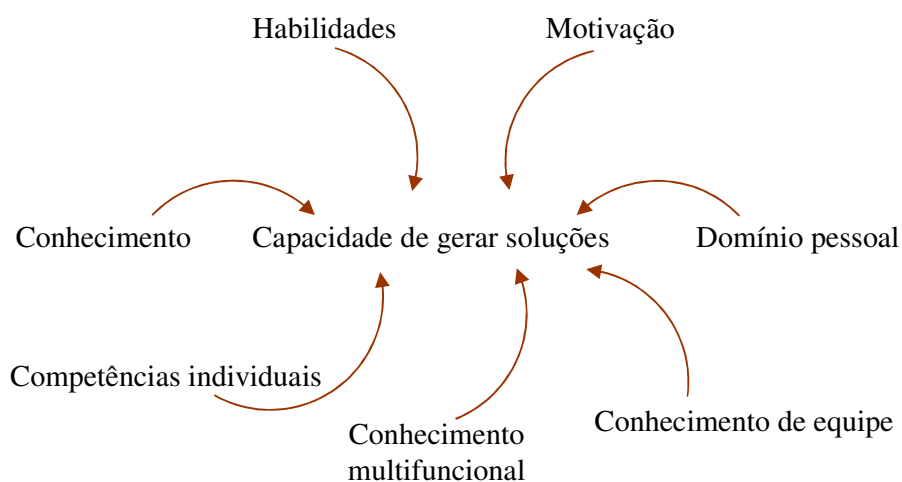 Habilidades
Motivação
Conhecimento
Capacidade de gerar soluções
Domínio pessoal
Competências individuais
Conhecimento de equipe
Conhecimento
multifuncional